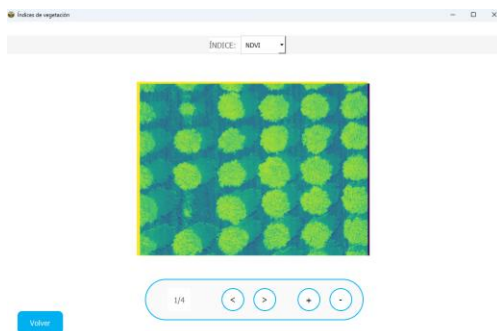 Índices de vegetación
ÍNDICE: NDVI
1/4 < > + -
Volver